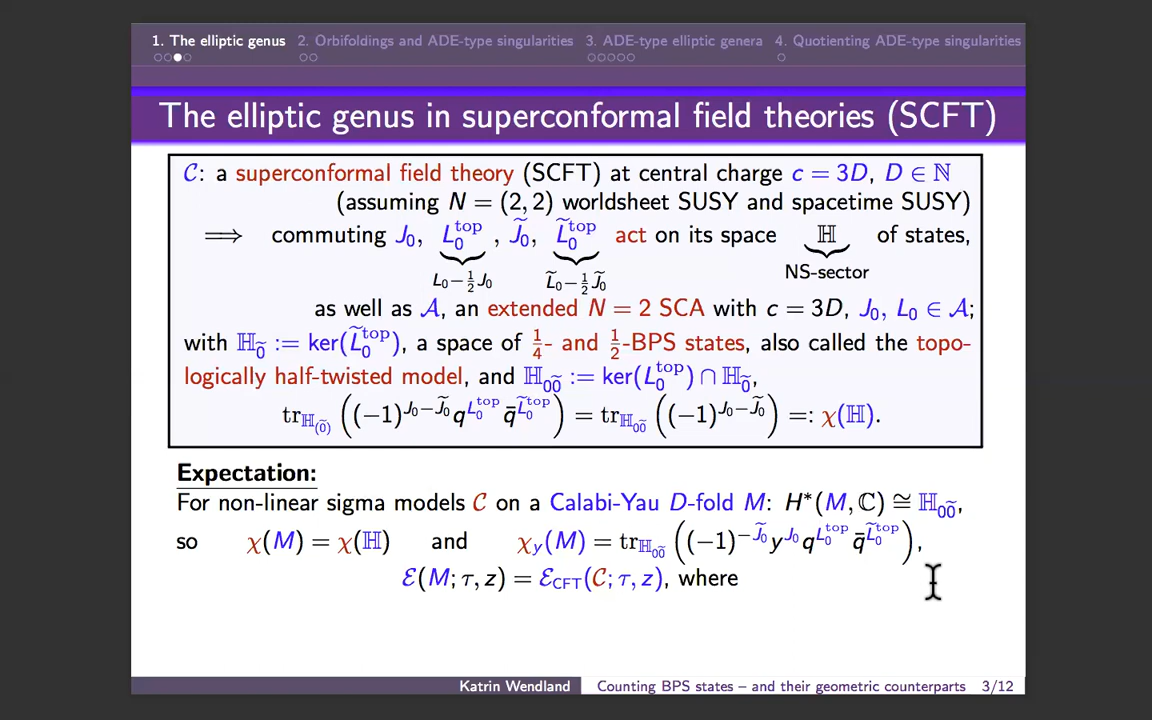 1. The elliptic genus 2. Orbifoldings and ADE-type singularities 3. ADE-type elliptic genera 4. Quotienting ADE-type singularities
The elliptic genus in superconformal field theories (SCFT)
𝒞: a superconformal field theory (SCFT) at central charge c = 3D, D ∈ ℕ
(assuming N = (2, 2) worldsheet SUSY and spacetime SUSY)
⟹ commuting J₀, L₀^top, J̃₀, L̃₀^top act on its space ℍ of states,
L₀−½J₀ L̃₀−½J̃₀ NS-sector
as well as 𝒜, an extended N = 2 SCA with c = 3D, J₀, L₀ ∈ 𝒜;
with ℍ_0̃ := ker(L̃₀^top), a space of ¼- and ½-BPS states, also called the topo-
logically half-twisted model, and ℍ_00̃ := ker(L₀^top) ∩ ℍ_0̃,
tr_ℍ_(0̃) ((−1)^{J₀−J̃₀} q^{L₀^top} q̄^{L̃₀^top}) = tr_ℍ_00̃ ((−1)^{J₀−J̃₀}) =: χ(ℍ).
Expectation:
For non-linear sigma models 𝒞 on a Calabi-Yau D-fold M: H*(M, ℂ) ≅ ℍ_00̃,
so χ(M) = χ(ℍ) and χ_y(M) = tr_ℍ_00̃ ((−1)^{−J̃₀} y^{J₀} q^{L₀^top} q̄^{L̃₀^top}),
ℰ(M; τ, z) = ℰ_CFT(𝒞; τ, z), where
Katrin Wendland Counting BPS states – and their geometric counterparts 3/12